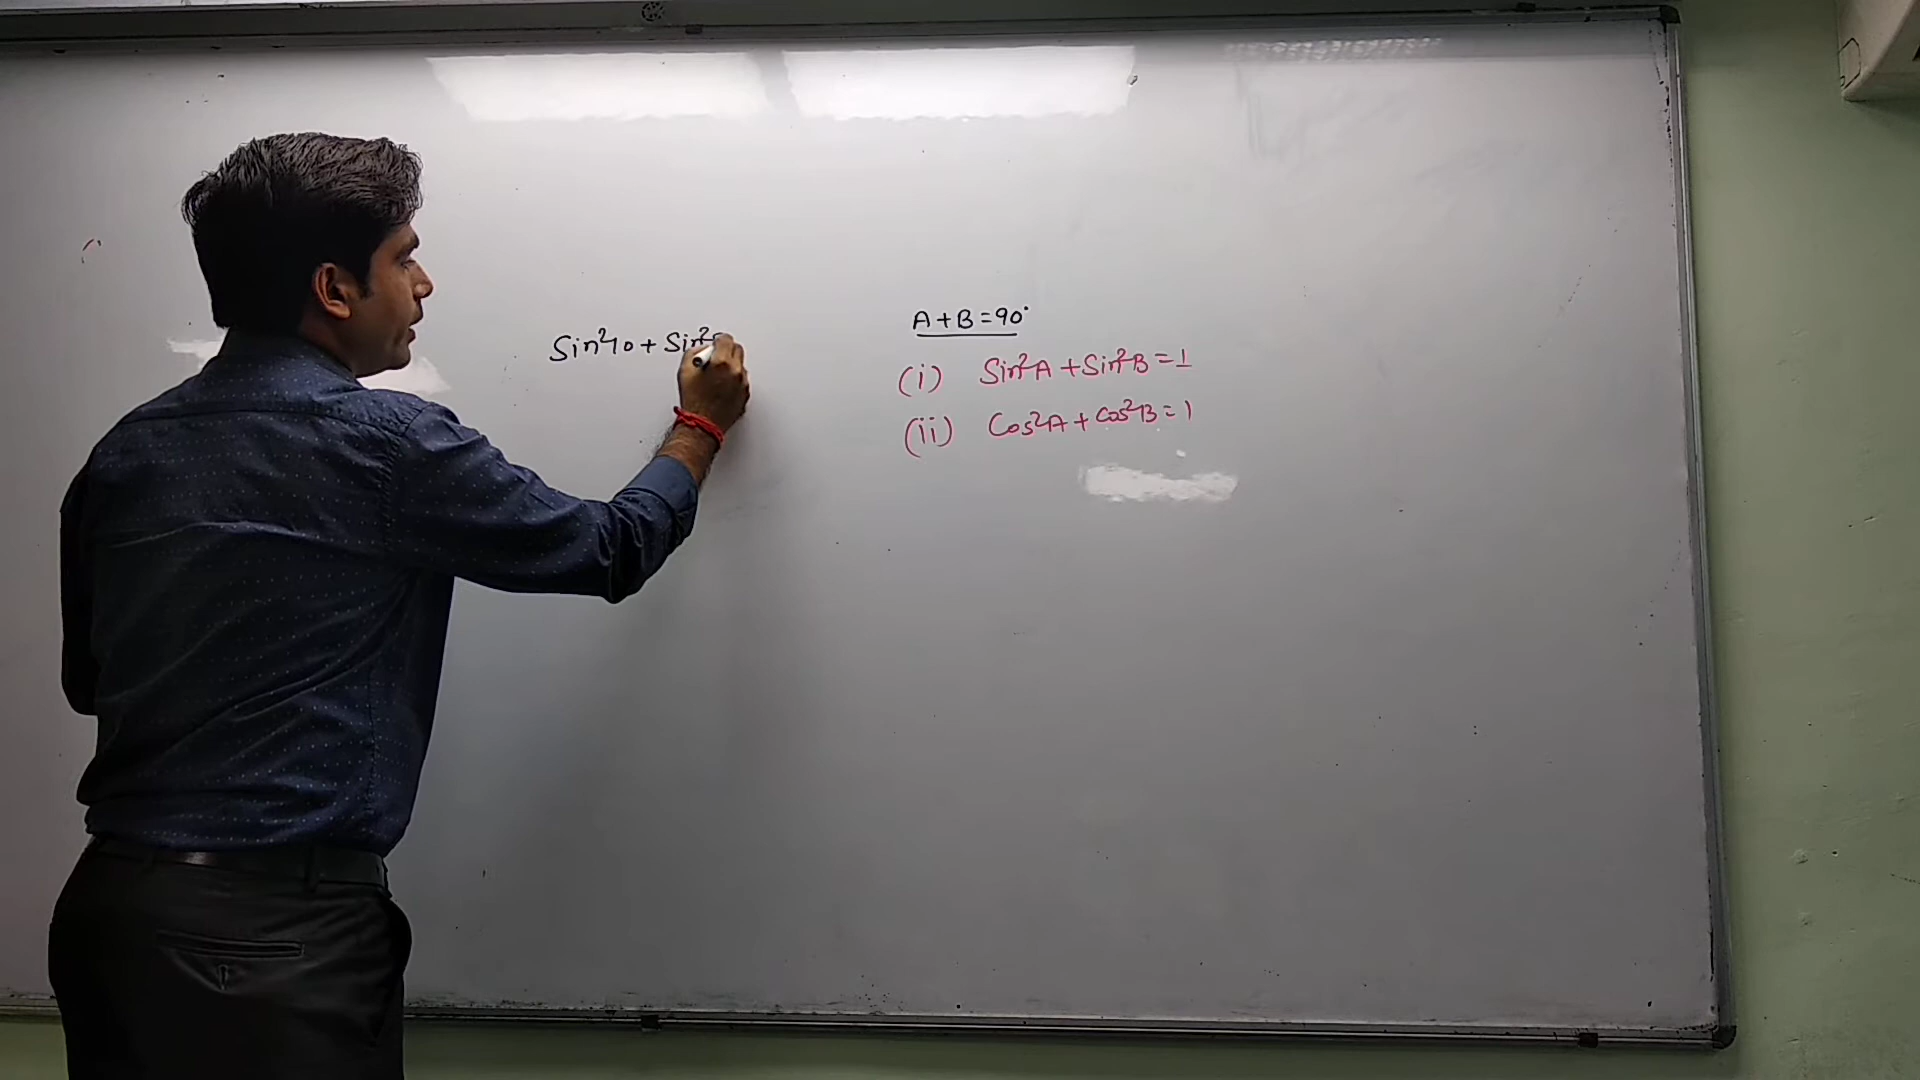 Sin²10 + Sin²
A+B=90°
(i) Sin²A + Sin²B = 1
(ii) Cos²A + Cos²B = 1